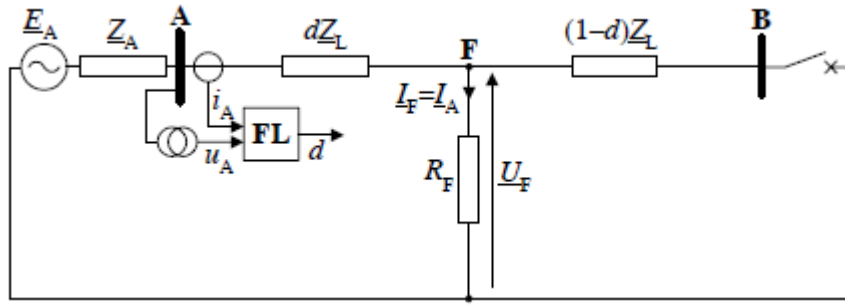 E_A Z_A A dZ_L F (1–d)Z_L B
I_F=I_A
i_A FL
u_A d R_F U_F